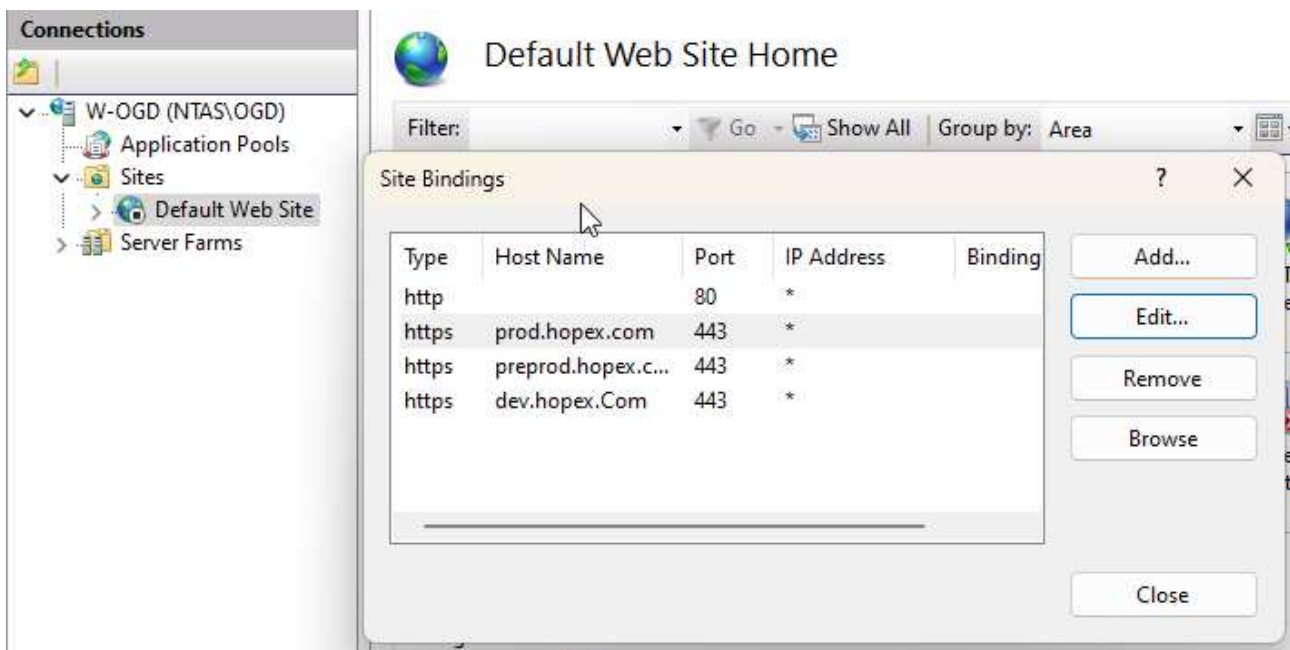 Connections
W-OGD (NTAS\OGD)
Application Pools
Sites
Default Web Site
Server Farms
Default Web Site Home
Filter:
Go
Show All
Group by: Area
Site Bindings
?
Type Host Name Port IP Address Binding
http 80 *
https prod.hopex.com 443 *
https preprod.hopex.c... 443 *
https dev.hopex.Com 443 *
Add...
Edit...
Remove
Browse
Close